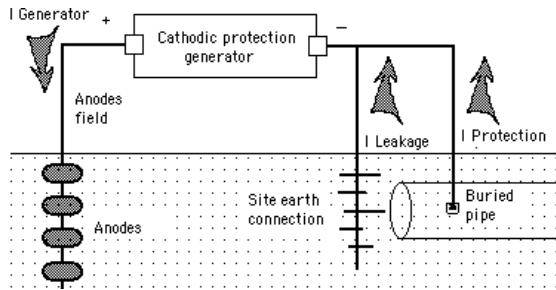 I Generator
+
Cathodic protection
generator
–
Anodes
field
I Leakage
I Protection
Site earth
connection
Buried
pipe
Anodes